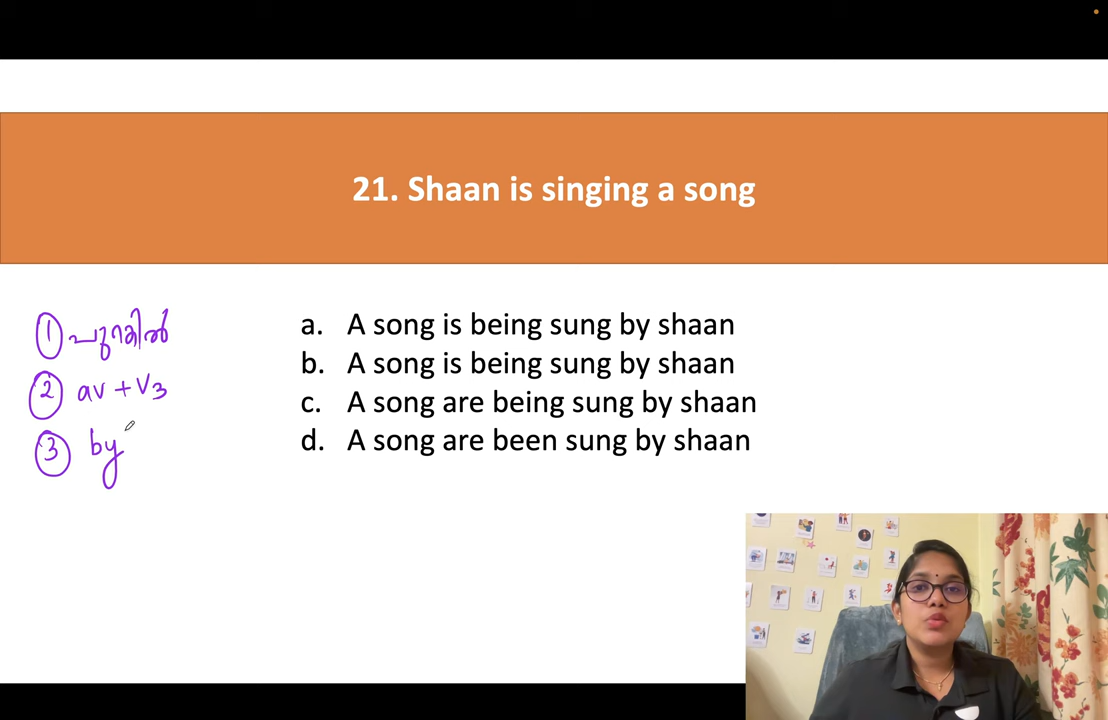 21. Shaan is singing a song
① പുറകിൽ
② av + V3
③ by
a. A song is being sung by shaan
b. A song is being sung by shaan
c. A song are being sung by shaan
d. A song are been sung by shaan